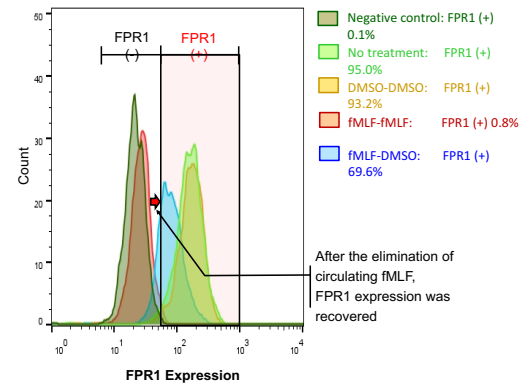 50
40
30
20
10
0
Count
FPR1
(-)
FPR1
(+)
10^0
10^1
10^2
10^3
10^4
FPR1 Expression
Negative control: FPR1 (+)
0.1%
No treatment: FPR1 (+)
95.0%
DMSO-DMSO: FPR1 (+)
93.2%
fMLF-fMLF: FPR1 (+) 0.8%
fMLF-DMSO: FPR1 (+)
69.6%
After the elimination of
circulating fMLF,
FPR1 expression was
recovered